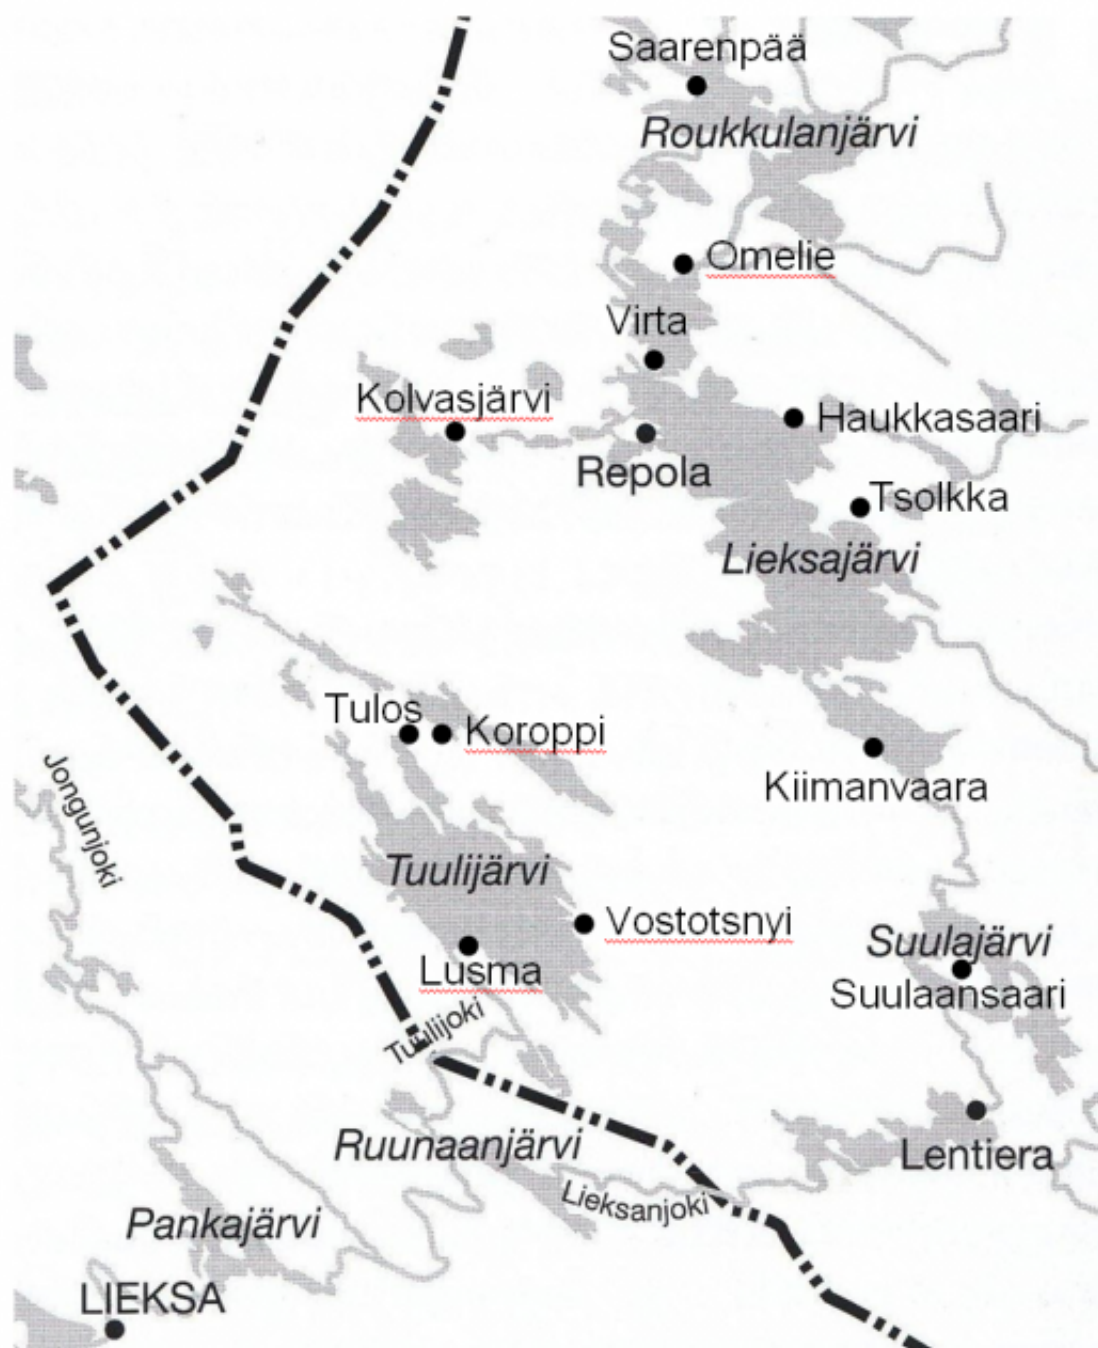 Saarenpää
Roukkulanjärvi
Omelie
Virta
Kolvasjärvi
Haukkasaari
Repola
Tsolkka
Lieksajärvi
Tulos
Koroppi
Jongunjoki
Kiimanvaara
Tuulijärvi
Vostotsnyi
Suulajärvi
Lusma
Suulaansaari
Tuulijoki
Ruunaanjärvi
Lentiera
Lieksanjoki
Pankajärvi
LIEKSA